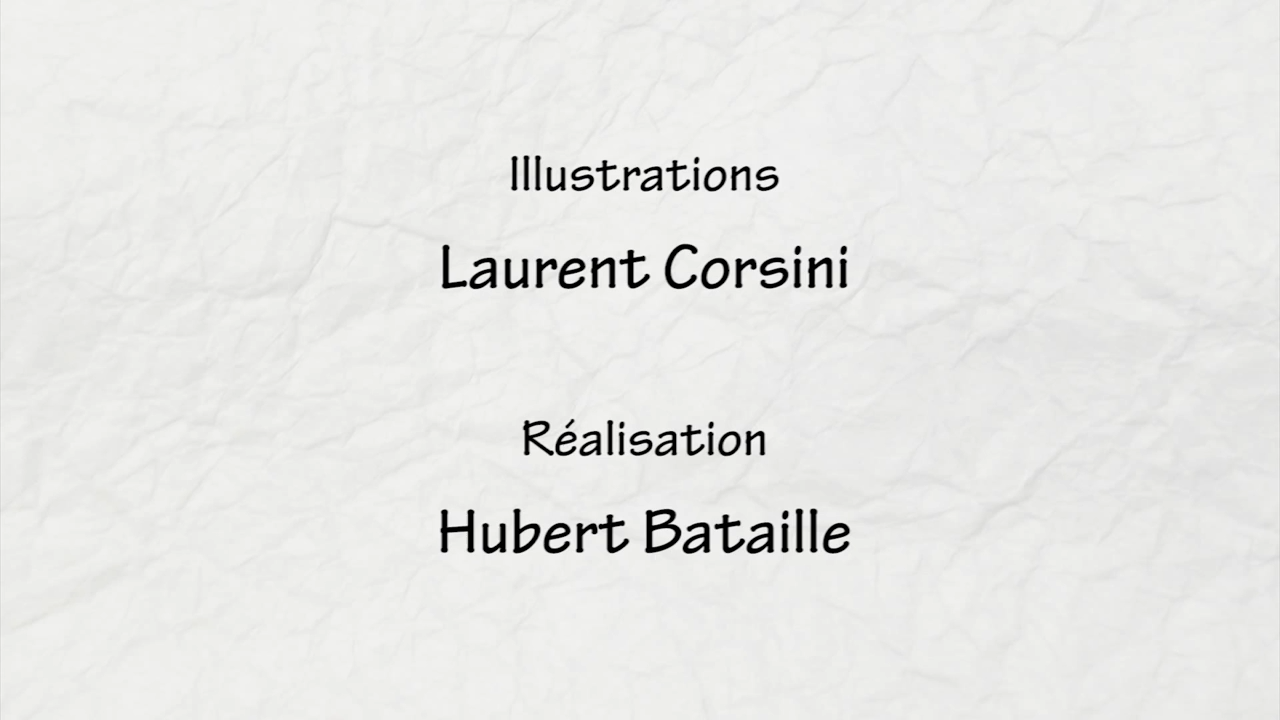 Illustrations
Laurent Corsini
Réalisation
Hubert Bataille